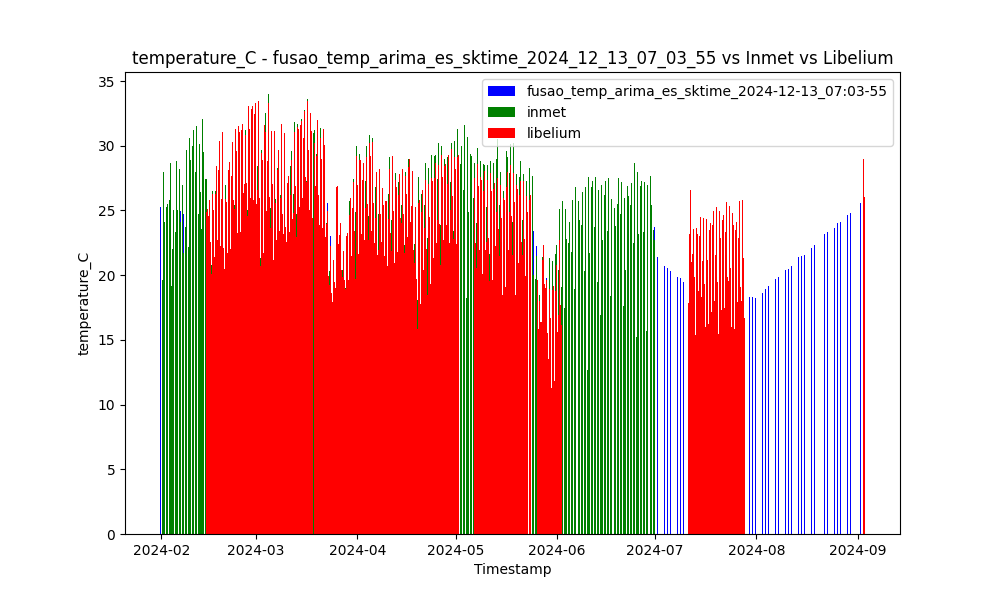 temperature_C - fusao_temp_arima_es_sktime_2024_12_13_07_03_55 vs Inmet vs Libelium
fusao_temp_arima_es_sktime_2024-12-13_07:03-55
inmet
libelium
35
30
25
20
15
10
5
0
temperature_C
2024-02 2024-03 2024-04 2024-05 2024-06 2024-07 2024-08 2024-09
Timestamp